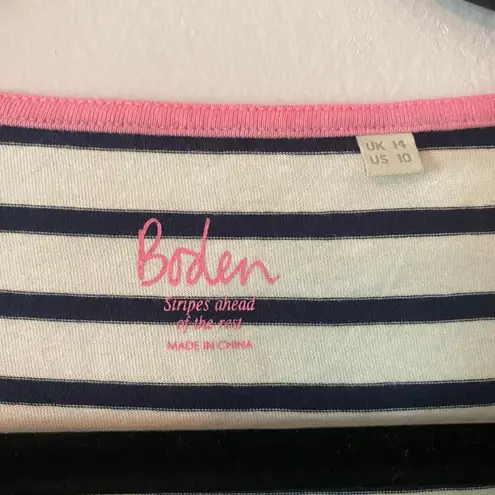 UK 14
US 10
Boden
Stripes ahead
of the rest
MADE IN CHINA